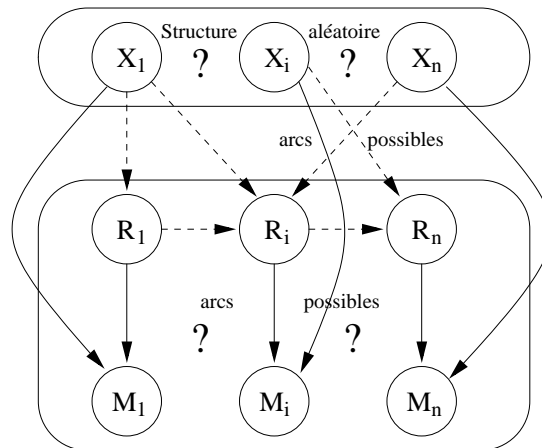 Structure aléatoire
X1 ? Xi ? Xn
arcs possibles
R1 Ri Rn
arcs possibles
? ?
M1 Mi Mn